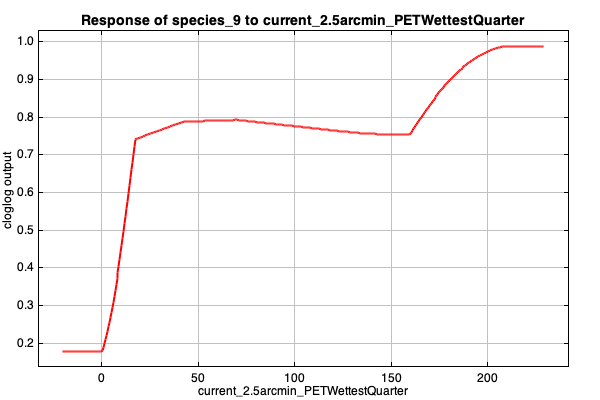 Response of species_9 to current_2.5arcmin_PETWettestQuarter
1.0
0.9
0.8
0.7
0.6
0.5
0.4
0.3
0.2
cloglog output
0 50 100 150 200
current_2.5arcmin_PETWettestQuarter